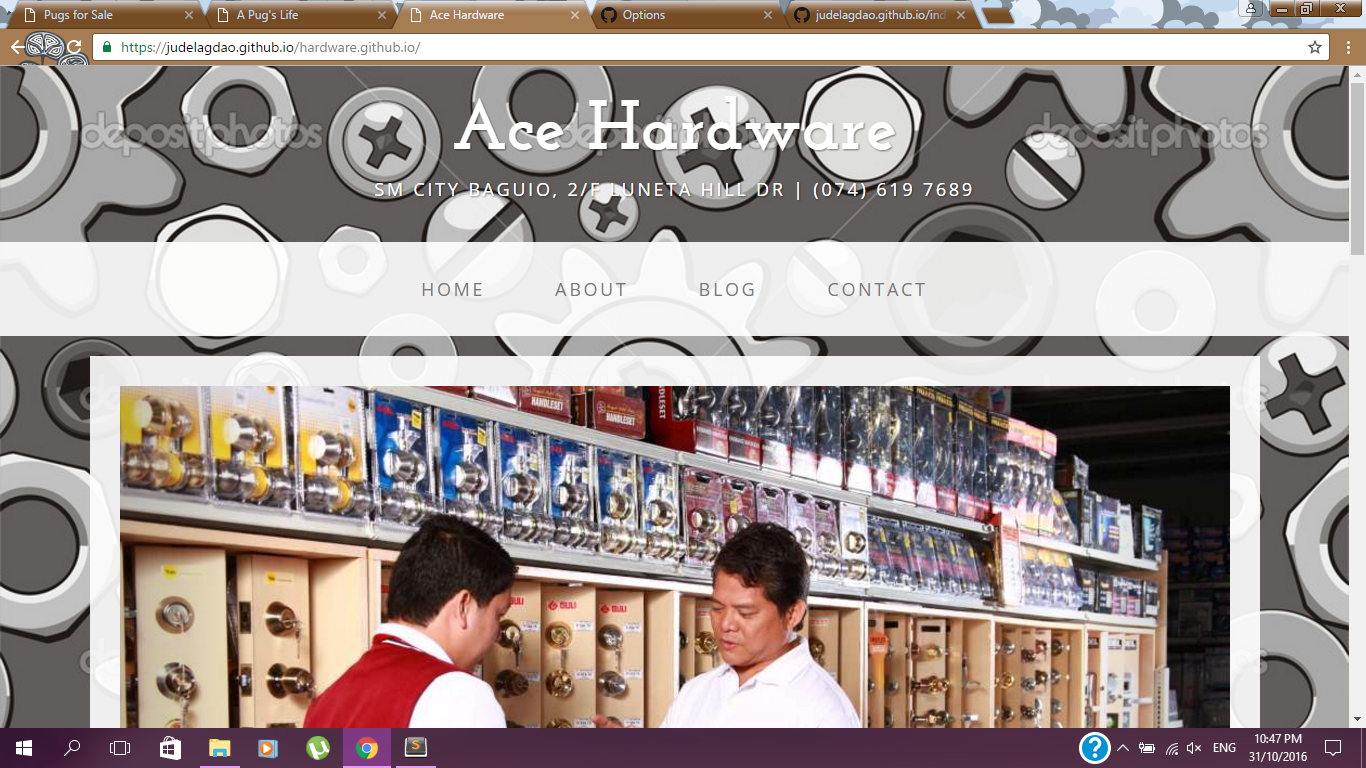 Pugs for Sale
A Pug's Life
Ace Hardware
Options
judelagdao.github.io/ind
https://judelagdao.github.io/hardware.github.io/
depositphotos
depositphotos
Ace Hardware
SM CITY BAGUIO, 2/F LUNETA HILL DR | (074) 619 7689
HOME
ABOUT
BLOG
CONTACT
HANDLESET
HANDLESET
HANDLESET
ENG
10:47 PM
31/10/2016